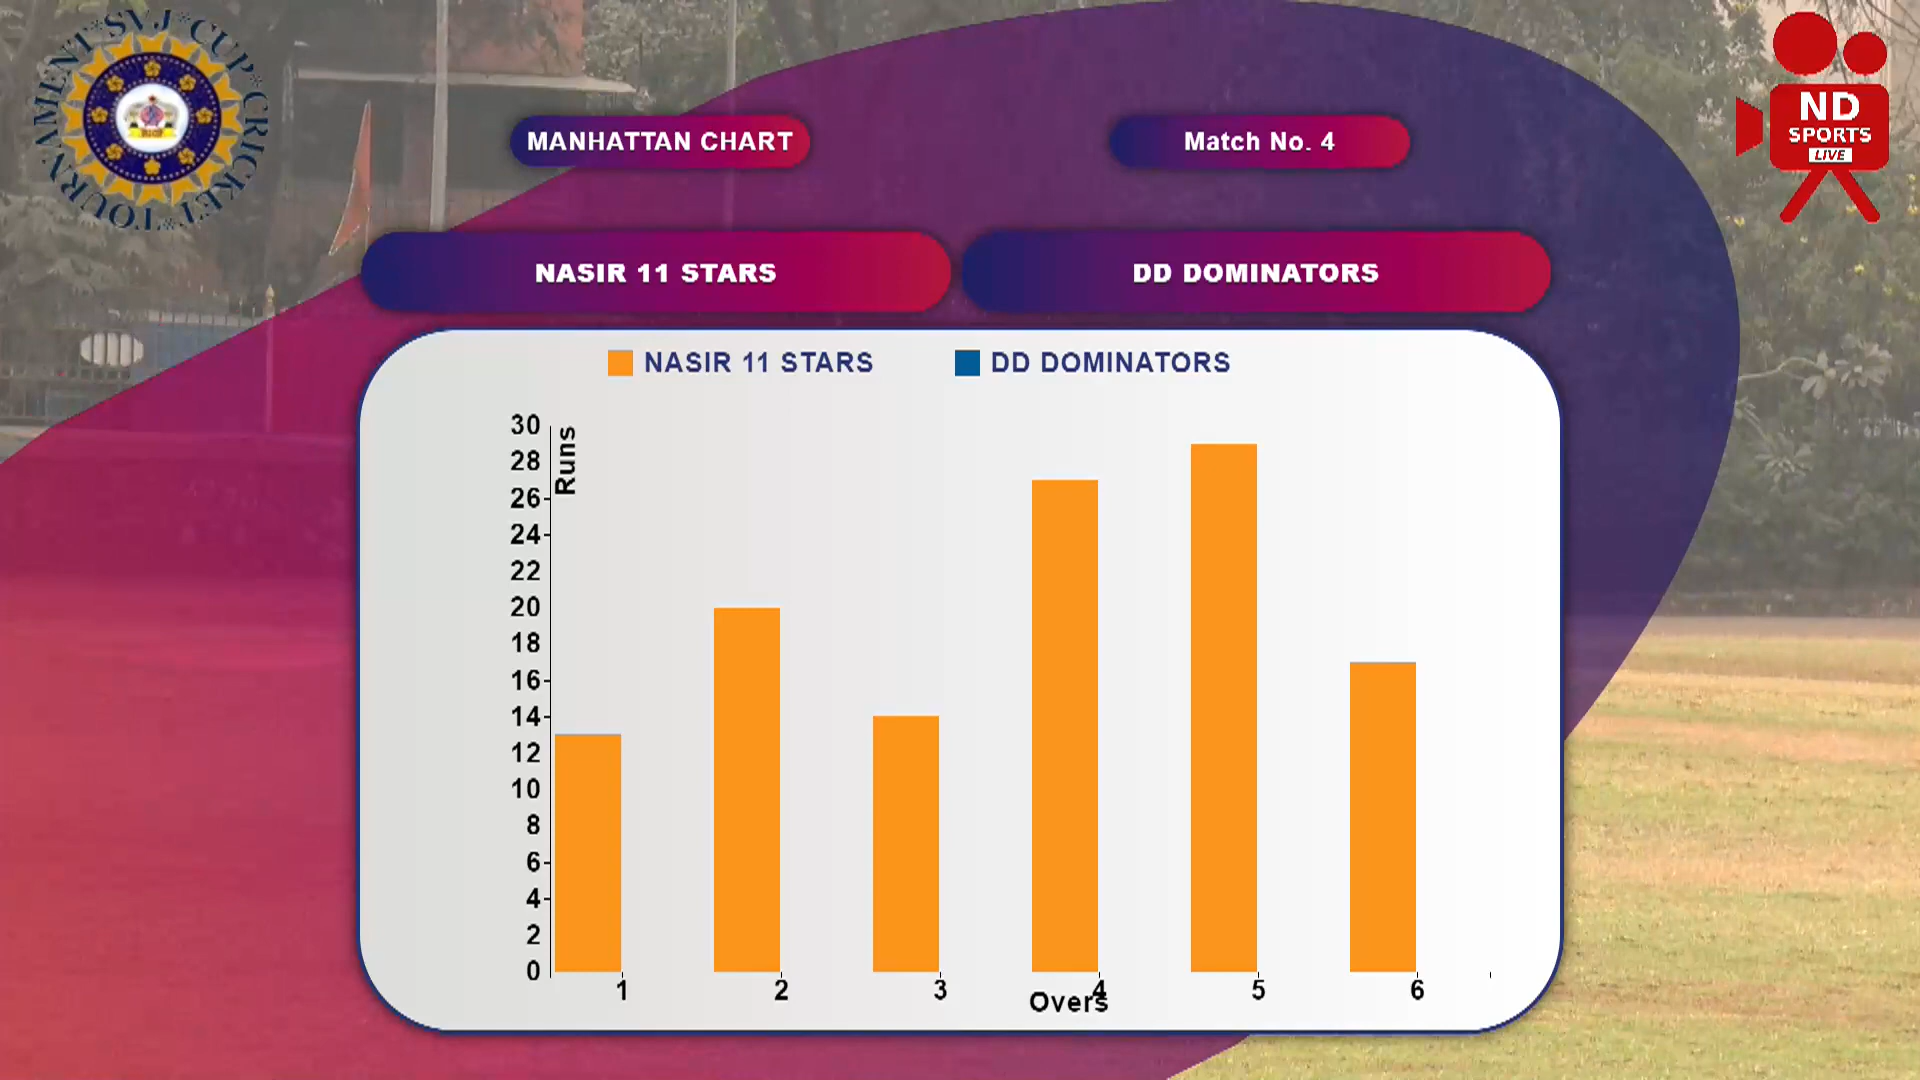 SVJ CUP*CRICKET*TOURNAMENT*
ND
SPORTS
LIVE
MANHATTAN CHART
Match No. 4
NASIR 11 STARS
DD DOMINATORS
NASIR 11 STARS
DD DOMINATORS
Runs
30
28
26
24
22
20
18
16
14
12
10
8
6
4
2
0
1
2
3
4
5
6
Overs